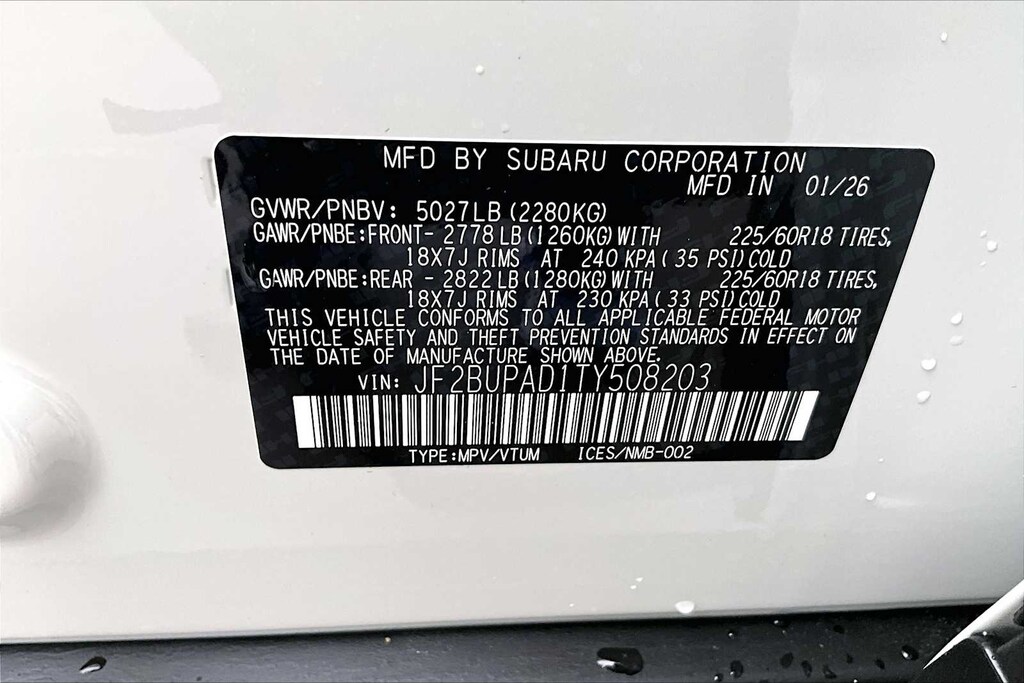 MFD BY SUBARU CORPORATION
MFD IN 01/26
GVWR/PNBV: 5027LB (2280KG)
GAWR/PNBE:FRONT- 2778 LB (1260KG) WITH 225/60R18 TIRES,
18X7J RIMS AT 240 KPA ( 35 PSI) COLD
GAWR/PNBE:REAR - 2822 LB (1280KG) WITH 225/60R18 TIRES,
18X7J RIMS AT 230 KPA ( 33 PSI) COLD
THIS VEHICLE CONFORMS TO ALL APPLICABLE FEDERAL MOTOR
VEHICLE SAFETY AND THEFT PREVENTION STANDARDS IN EFFECT ON
THE DATE OF MANUFACTURE SHOWN ABOVE.
VIN: JF2BUPAD1TY508203
TYPE:MPV/VTUM ICES/NMB-002